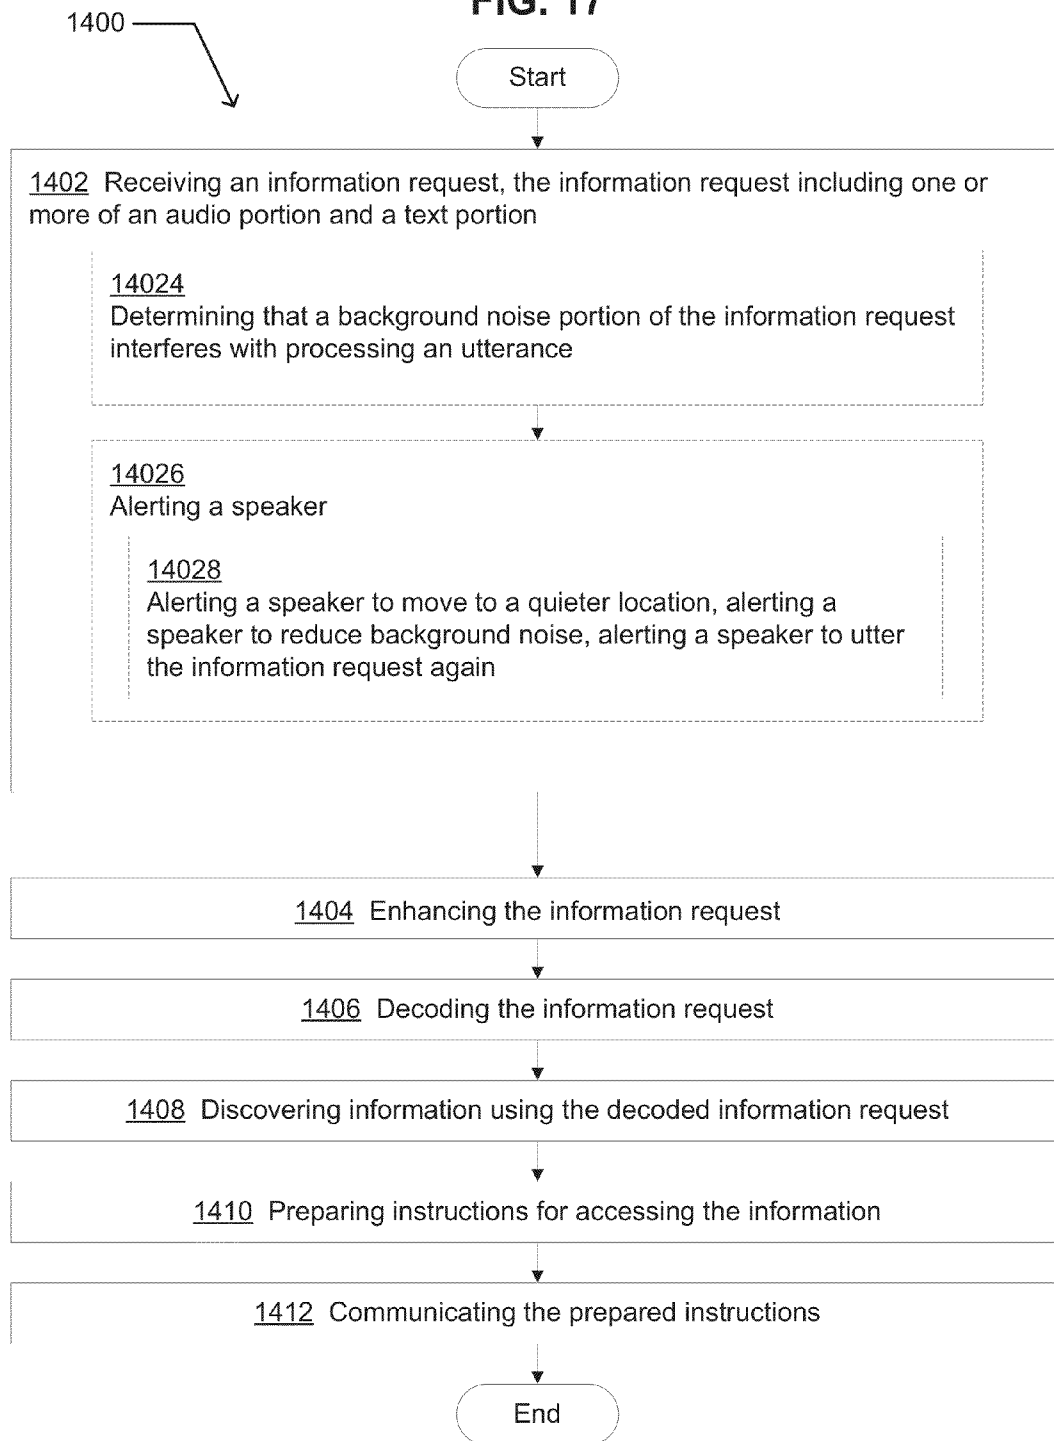 FIG. 17
1400
Start
1402 Receiving an information request, the information request including one or
more of an audio portion and a text portion
14024
Determining that a background noise portion of the information request
interferes with processing an utterance
14026
Alerting a speaker
14028
Alerting a speaker to move to a quieter location, alerting a
speaker to reduce background noise, alerting a speaker to utter
the information request again
1404 Enhancing the information request
1406 Decoding the information request
1408 Discovering information using the decoded information request
1410 Preparing instructions for accessing the information
1412 Communicating the prepared instructions
End